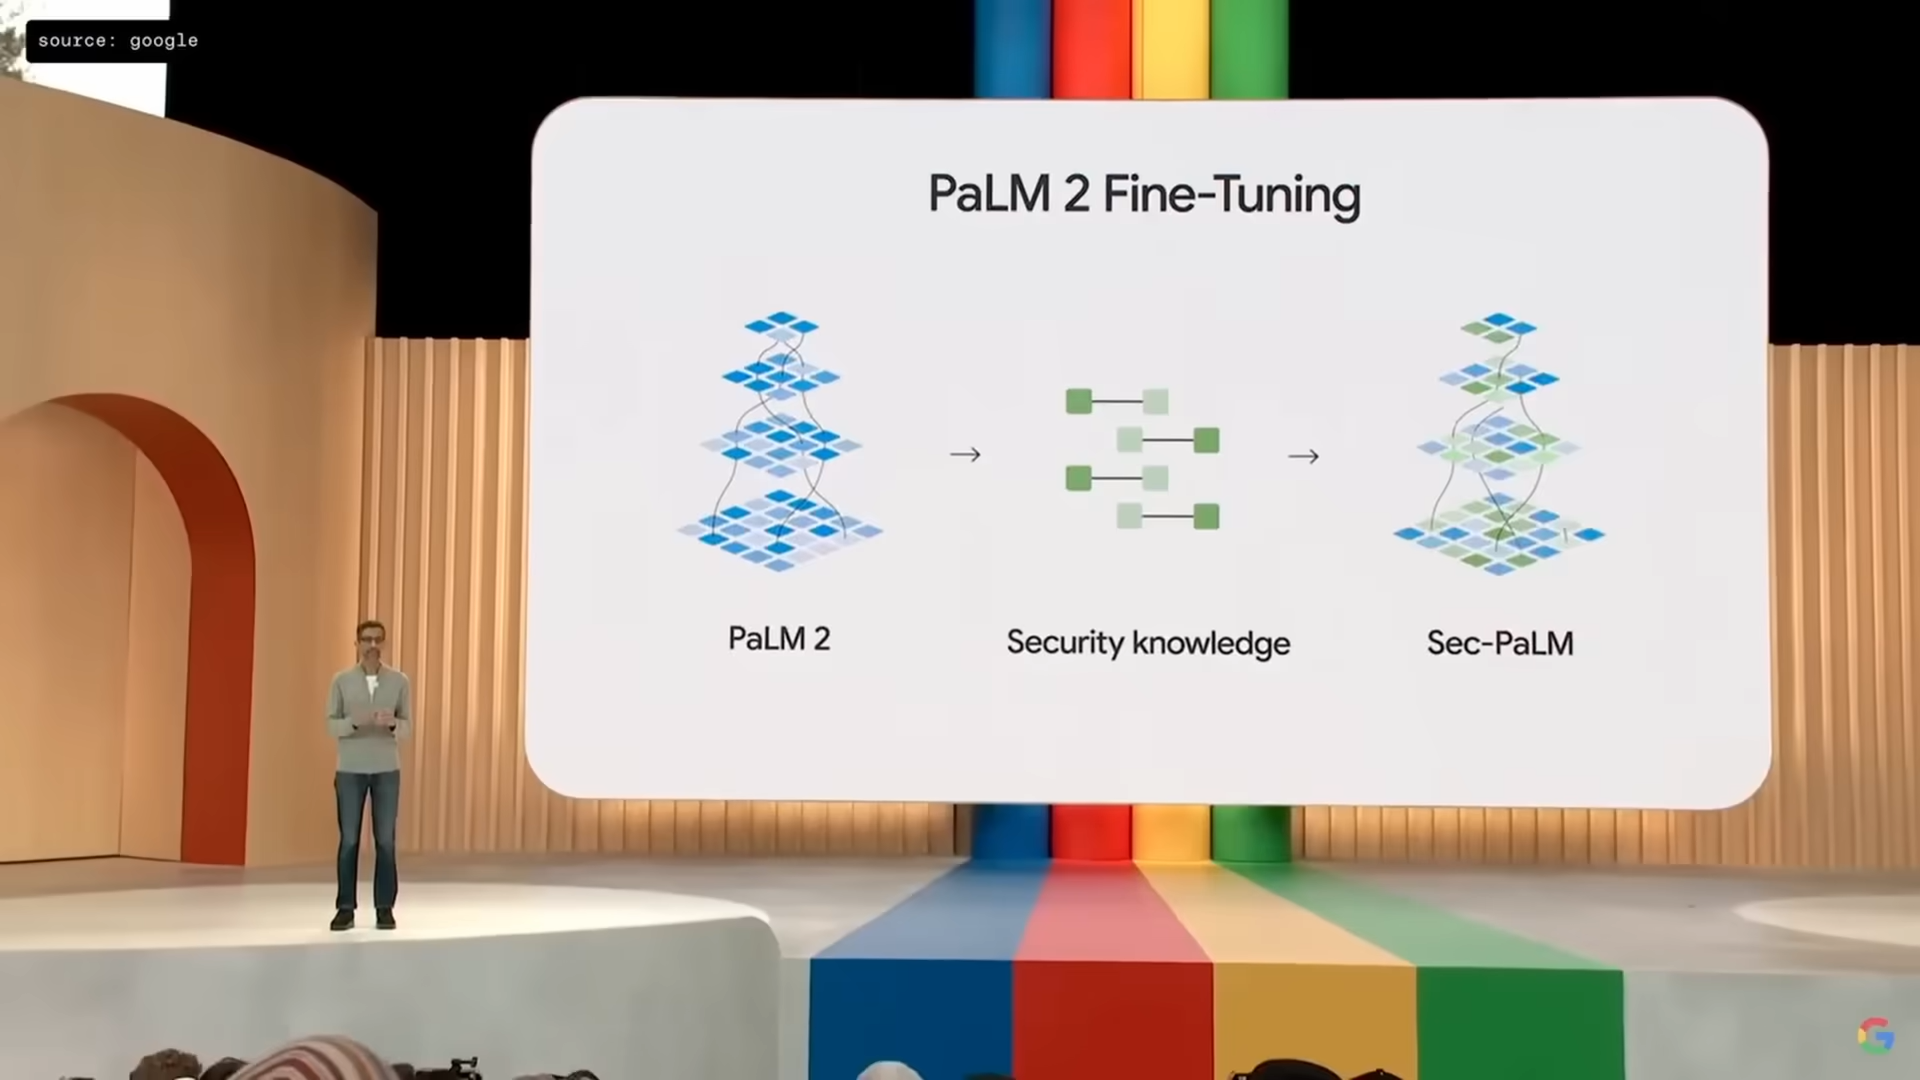 source: google
PaLM 2 Fine-Tuning
PaLM 2
Security knowledge
Sec-PaLM